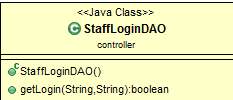 <<Java Class>>
StaffLoginDAO
controller
StaffLoginDAO()
getLogin(String,String):boolean